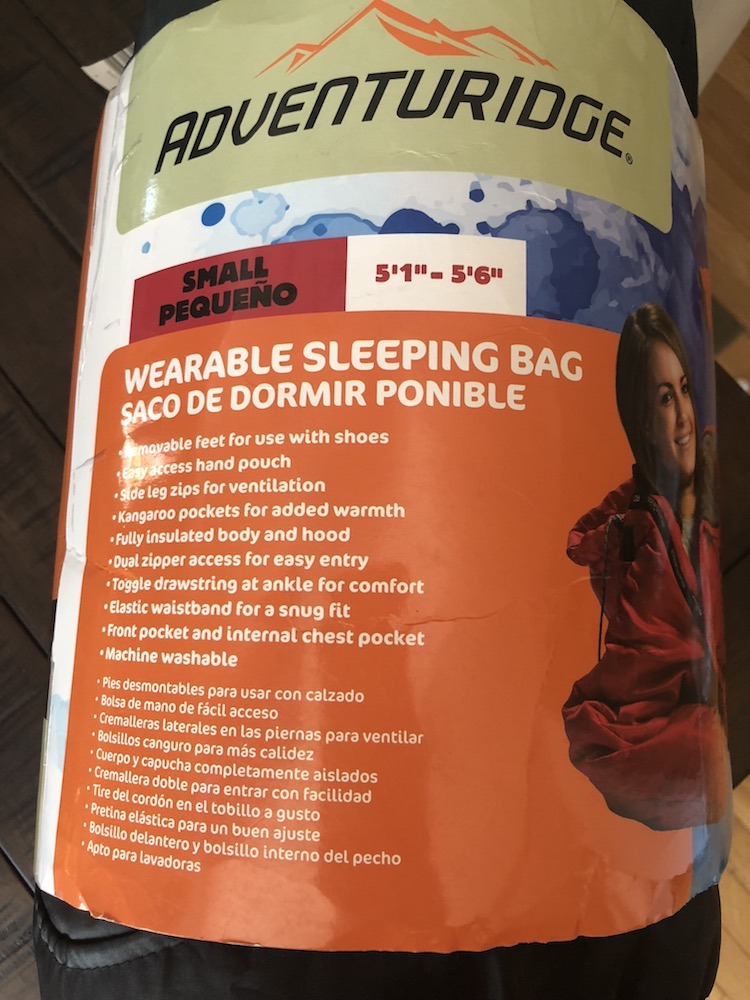 ADVENTURIDGE®
SMALL
PEQUEÑO
5'1"- 5'6"
WEARABLE SLEEPING BAG
SACO DE DORMIR PONIBLE
• Removable feet for use with shoes
• Easy access hand pouch
• Side leg zips for ventilation
• Kangaroo pockets for added warmth
• Fully insulated body and hood
• Dual zipper access for easy entry
• Toggle drawstring at ankle for comfort
• Elastic waistband for a snug fit
• Front pocket and internal chest pocket
• Machine washable
• Pies desmontables para usar con calzado
• Bolsa de mano de fácil acceso
• Cremalleras laterales en las piernas para ventilar
• Bolsillos canguro para más calidez
• Cuerpo y capucha completamente aislados
• Cremallera doble para entrar con facilidad
• Tire del cordón en el tobillo a gusto
• Pretina elástica para un buen ajuste
• Bolsillo delantero y bolsillo interno del pecho
• Apto para lavadoras